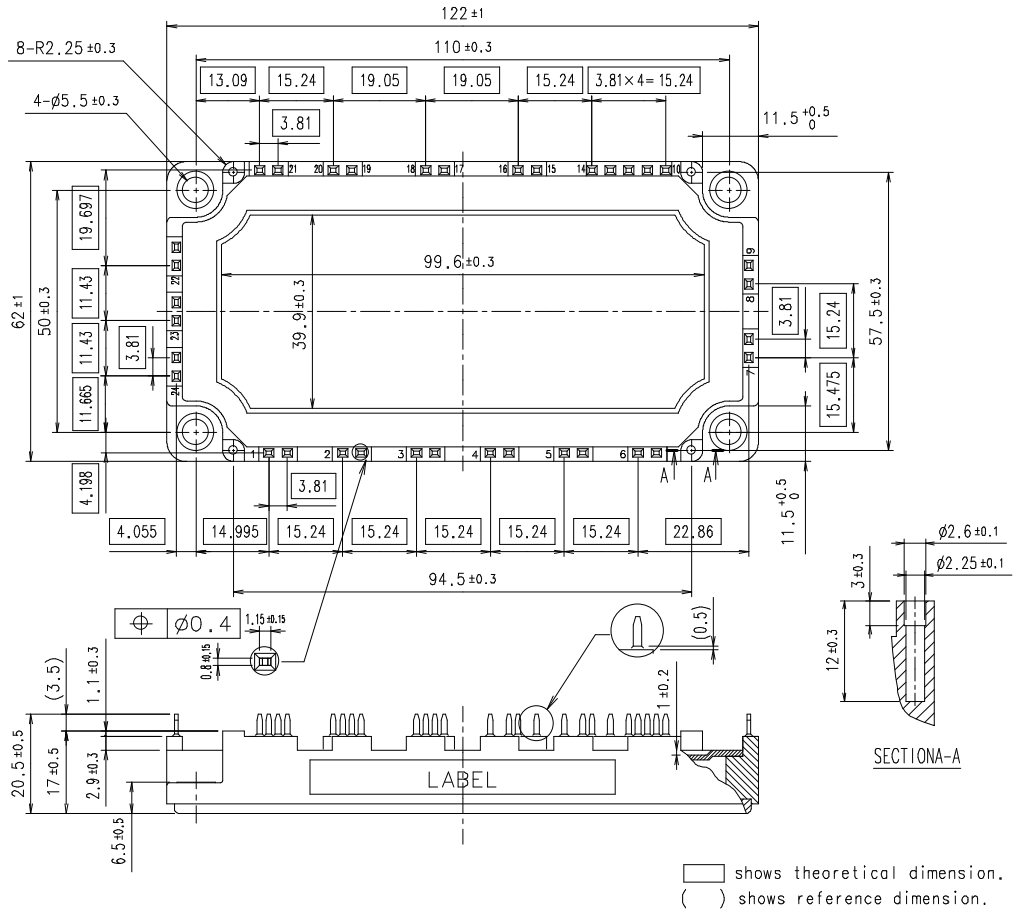 122±1
8-R2.25±0.3
110±0.3
13.09 15.24 19.05 19.05 15.24 3.81×4=15.24
4-ø5.5±0.3
3.81
11.5 +0.5 0
21 20 19 18 17 16 15 14 10
19.697
11.43
11.43
11.665
4.198
3.81
62±1
50±0.3
22
23
24
99.6±0.3
39.9±0.3
9
8
7
3.81
15.24
15.475
57.5±0.3
1 2 3 4 5 6
A A
3.81
11.5 +0.5 0
4.055 14.995 15.24 15.24 15.24 15.24 15.24 22.86
94.5±0.3
ø0.4
1.15±0.15
0.8±0.15
(0.5)
1±0.2
ø2.6±0.1
ø2.25±0.1
3±0.3
12±0.3
SECTIONA-A
(3.5)
1.1±0.3
20.5±0.5
17±0.5
2.9±0.3
6.5±0.5
LABEL
shows theoretical dimension.
( ) shows reference dimension.